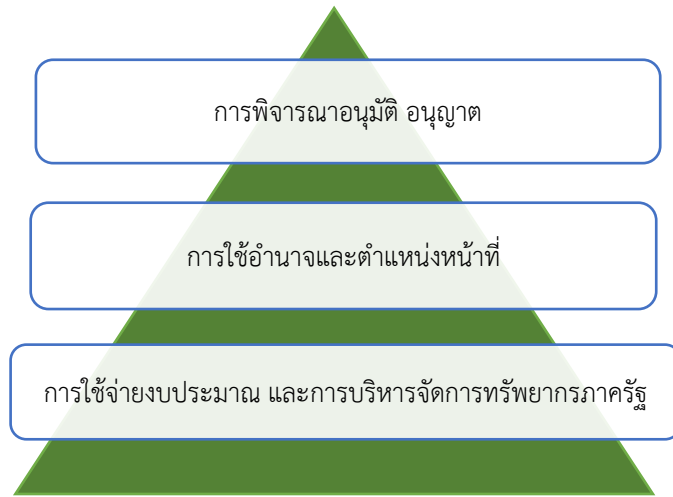 การพิจารณาอนุมัติ อนุญาต
การใช้อำนาจและตำแหน่งหน้าที่
การใช้จ่ายงบประมาณ และการบริหารจัดการทรัพยากรภาครัฐ